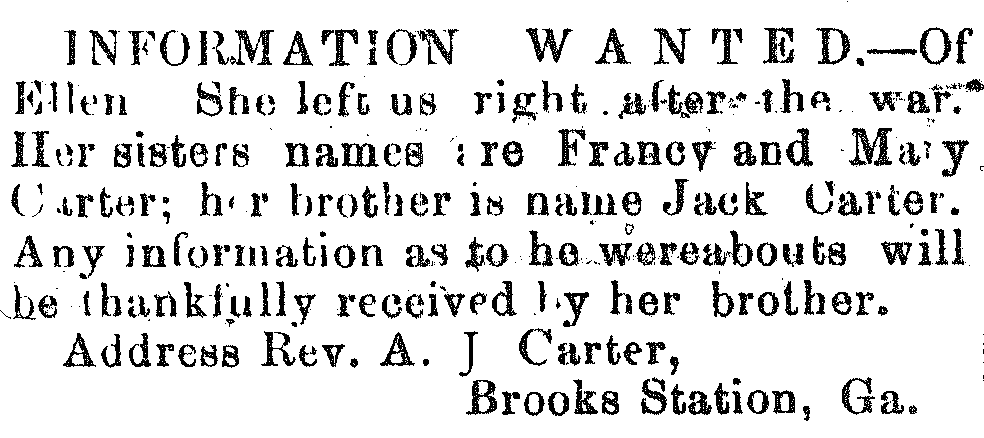 INFORMATION WANTED.—Of
Ellen She left us right after the war.
Her sisters names are Francy and Mary
Carter; her brother is name Jack Carter.
Any information as to he wereabouts will
be thankfully received by her brother.
Address Rev. A. J Carter,
Brooks Station, Ga.